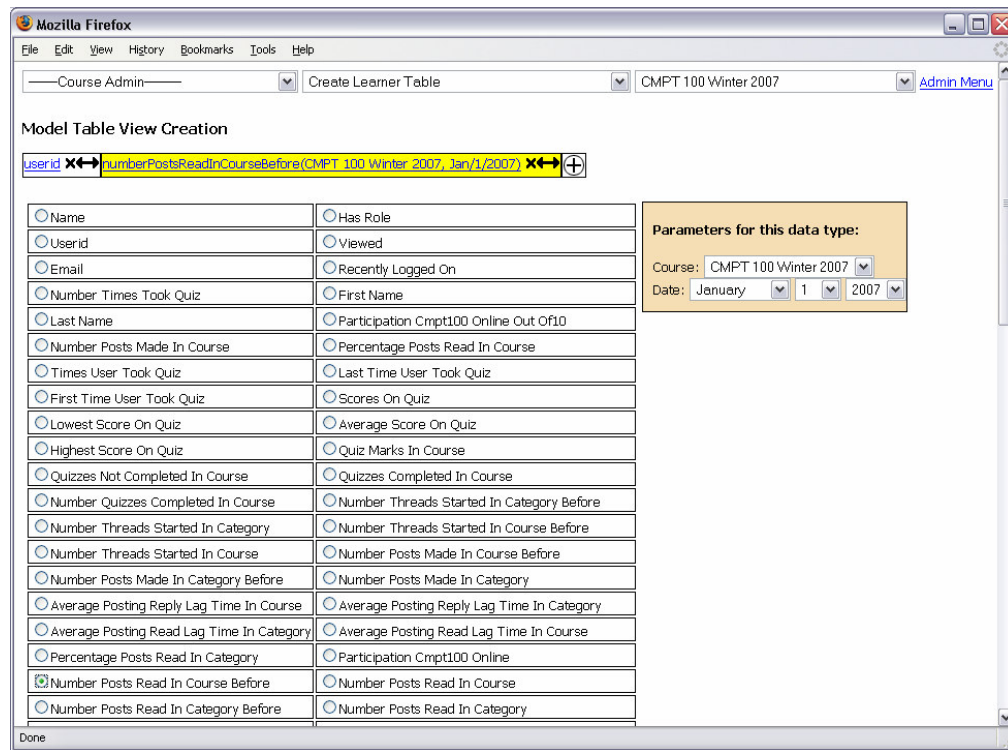 Mozilla Firefox
File Edit View History Bookmarks Tools Help
——Course Admin—— Create Learner Table CMPT 100 Winter 2007 Admin Menu
Model Table View Creation
userid numberPostsReadInCourseBefore(CMPT 100 Winter 2007, Jan/1/2007)
Name Has Role
Userid Viewed
Email Recently Logged On
Number Times Took Quiz First Name
Last Name Participation Cmpt100 Online Out Of10
Number Posts Made In Course Percentage Posts Read In Course
Times User Took Quiz Last Time User Took Quiz
First Time User Took Quiz Scores On Quiz
Lowest Score On Quiz Average Score On Quiz
Highest Score On Quiz Quiz Marks In Course
Quizzes Not Completed In Course Quizzes Completed In Course
Number Quizzes Completed In Course Number Threads Started In Category Before
Number Threads Started In Category Number Threads Started In Course Before
Number Threads Started In Course Number Posts Made In Course Before
Number Posts Made In Category Before Number Posts Made In Category
Average Posting Reply Lag Time In Course Average Posting Reply Lag Time In Category
Average Posting Read Lag Time In Category Average Posting Read Lag Time In Course
Percentage Posts Read In Category Participation Cmpt100 Online
Number Posts Read In Course Before Number Posts Read In Course
Number Posts Read In Category Before Number Posts Read In Category
Parameters for this data type:
Course: CMPT 100 Winter 2007
Date: January 1 2007
Done